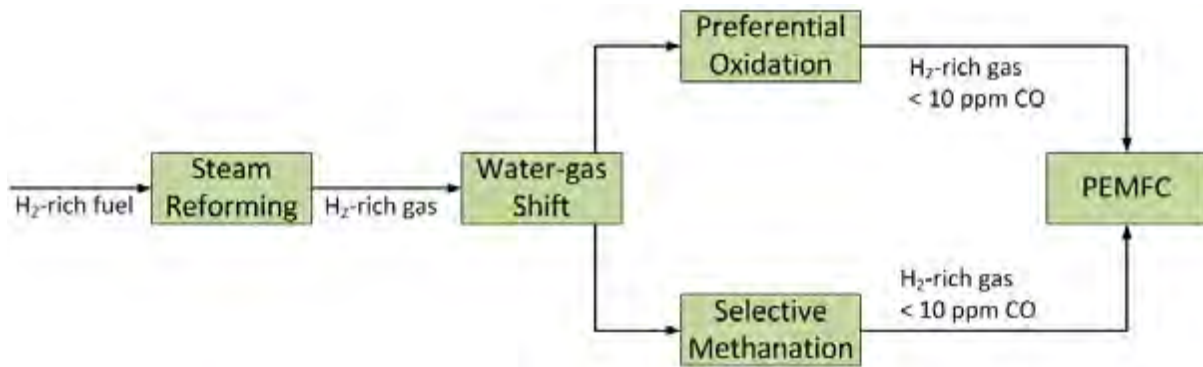 Preferential
Oxidation
H₂-rich gas
< 10 ppm CO
Steam
Reforming
Water-gas
Shift
PEMFC
H₂-rich fuel
H₂-rich gas
H₂-rich gas
< 10 ppm CO
Selective
Methanation